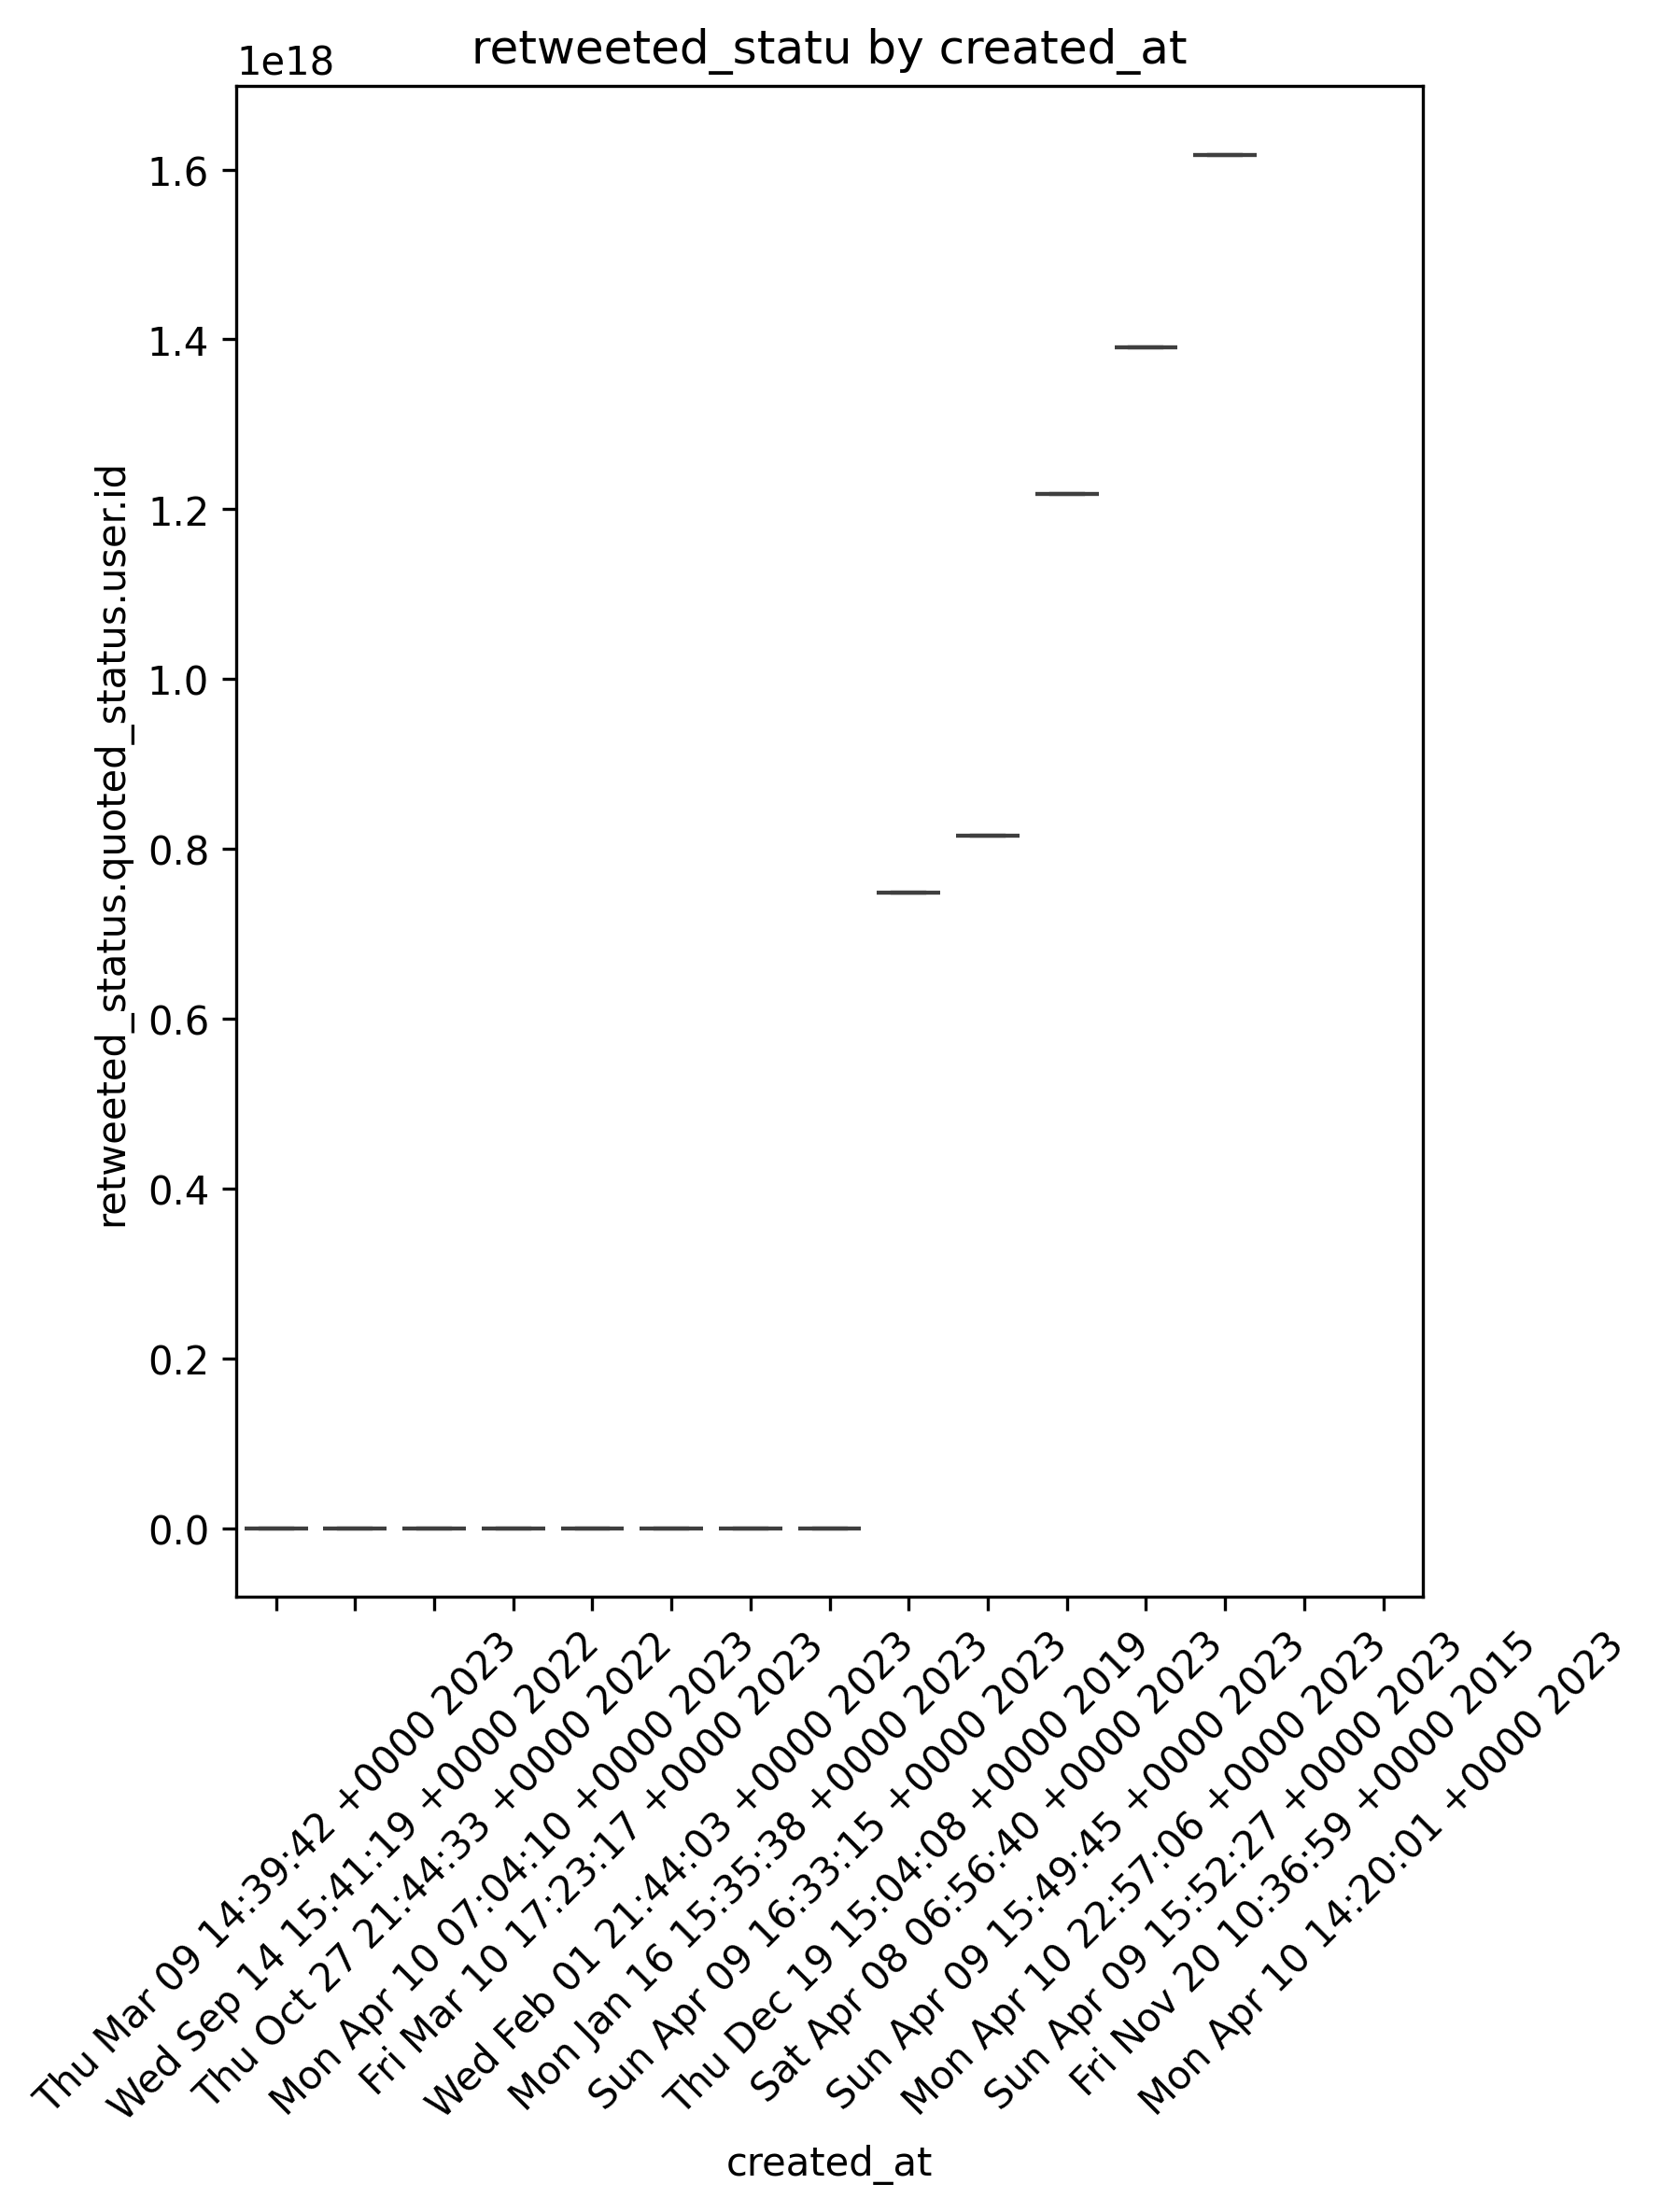 retweeted_statu by created_at
1e18
1.6
1.4
1.2
1.0
0.8
0.6
0.4
0.2
0.0
retweeted_status.quoted_status.user.id
Thu Mar 09 14:39:42 +0000 2023
Wed Sep 14 15:41:19 +0000 2022
Thu Oct 27 21:44:33 +0000 2022
Mon Apr 10 07:04:10 +0000 2023
Fri Mar 10 17:23:17 +0000 2023
Wed Feb 01 21:44:03 +0000 2023
Mon Jan 16 15:35:38 +0000 2023
Sun Apr 09 16:33:15 +0000 2023
Thu Dec 19 15:04:08 +0000 2019
Sat Apr 08 06:56:40 +0000 2023
Sun Apr 09 15:49:45 +0000 2023
Mon Apr 10 22:57:06 +0000 2023
Sun Apr 09 15:52:27 +0000 2023
Fri Nov 20 10:36:59 +0000 2015
Mon Apr 10 14:20:01 +0000 2023
created_at